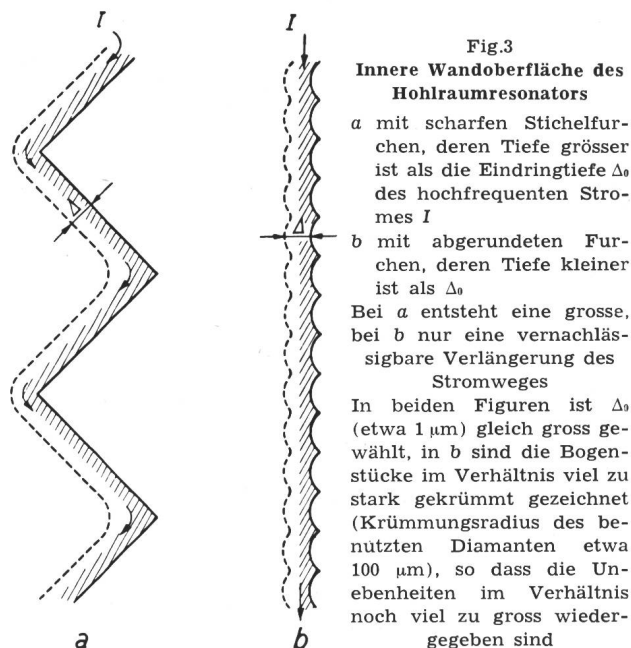 I
I
Δ
Δ
a
b
Fig.3
Innere Wandoberfläche des
Hohlraumresonators
a mit scharfen Stichelfur-
chen, deren Tiefe grösser
ist als die Eindringtiefe Δ₀
des hochfrequenten Stro-
mes I
b mit abgerundeten Fur-
chen, deren Tiefe kleiner
ist als Δ₀
Bei a entsteht eine grosse,
bei b nur eine vernachläs-
sigbare Verlängerung des
Stromweges
In beiden Figuren ist Δ₀
(etwa 1 μm) gleich gross ge-
wählt, in b sind die Bogen-
stücke im Verhältnis viel zu
stark gekrümmt gezeichnet
(Krümmungsradius des be-
nützten Diamanten etwa
100 μm), so dass die Un-
ebenheiten im Verhältnis
noch viel zu gross wieder-
gegeben sind